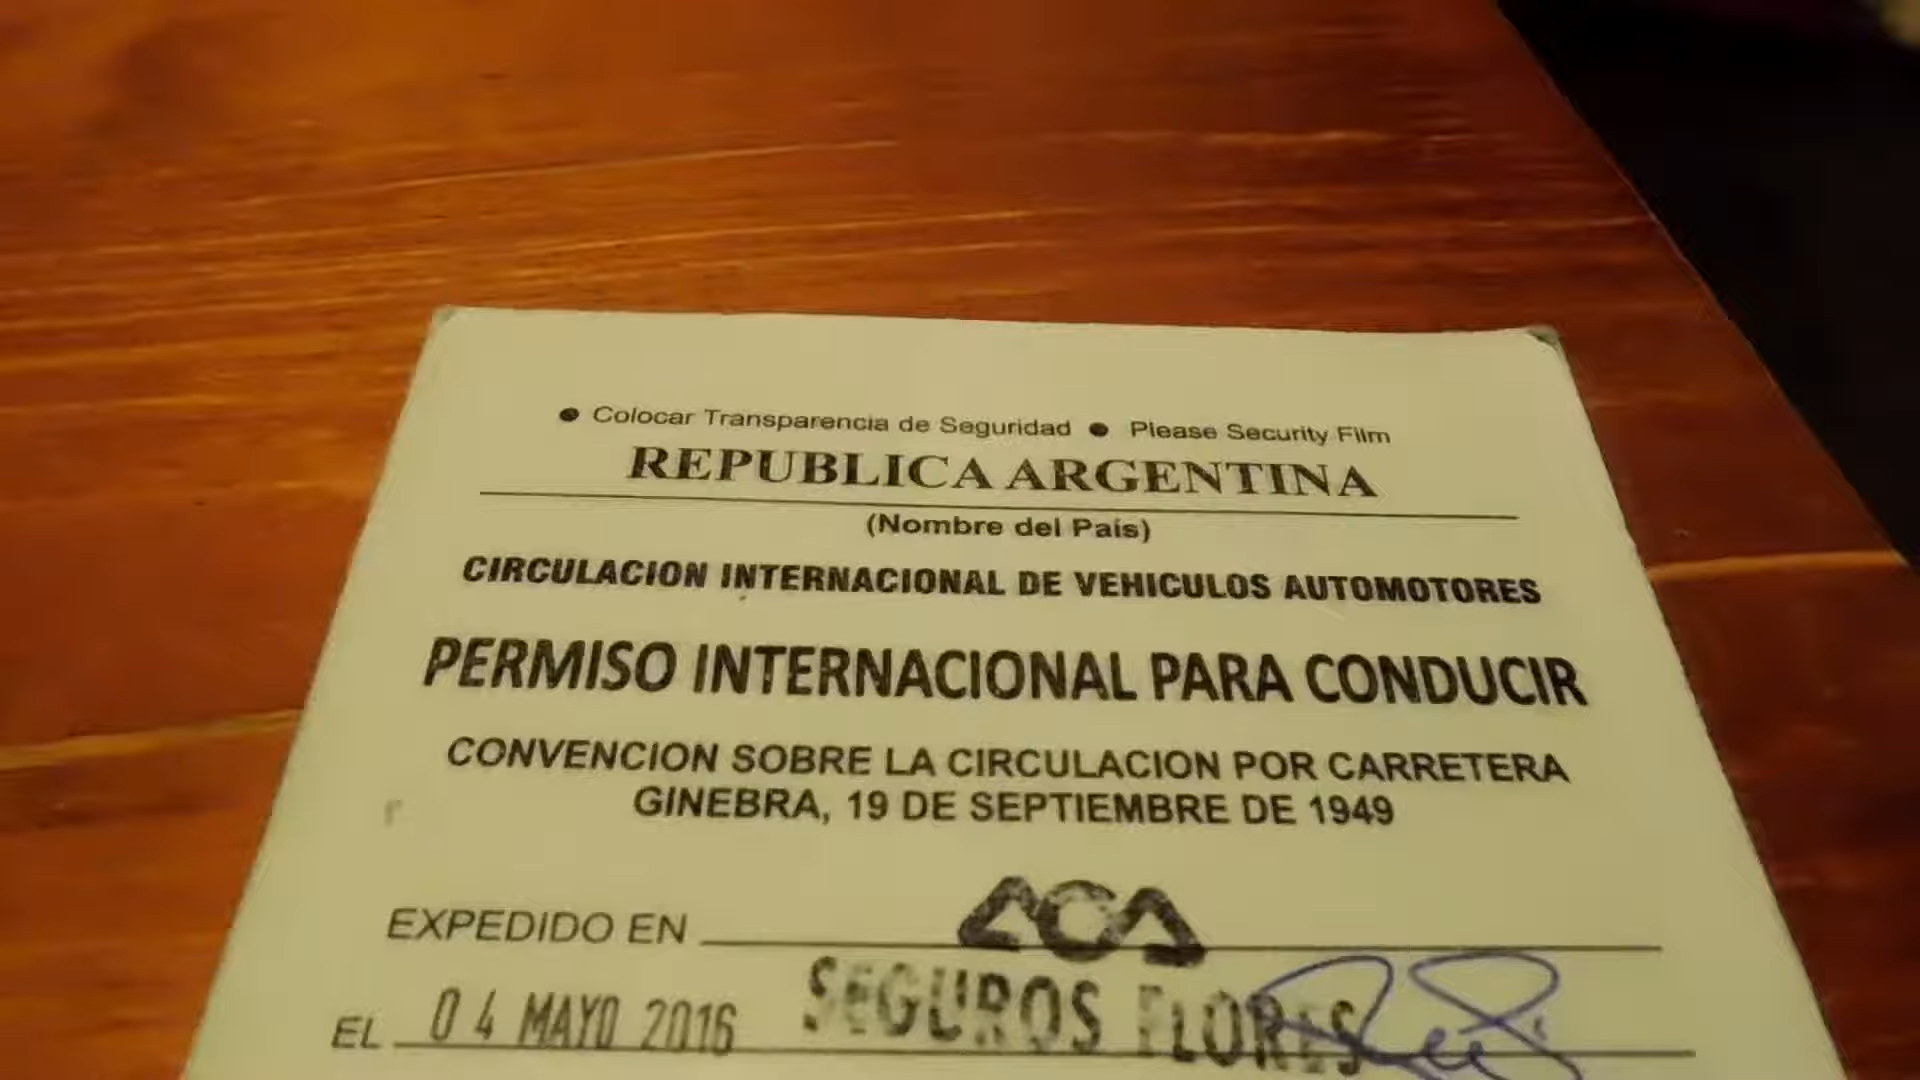 ● Colocar Transparencia de Seguridad ● Please Security Film
REPUBLICA ARGENTINA
(Nombre del País)
CIRCULACION INTERNACIONAL DE VEHICULOS AUTOMOTORES
PERMISO INTERNACIONAL PARA CONDUCIR
CONVENCION SOBRE LA CIRCULACION POR CARRETERA
GINEBRA, 19 DE SEPTIEMBRE DE 1949
EXPEDIDO EN ACA
SEGUROS FLORES
EL 04 MAYO 2016